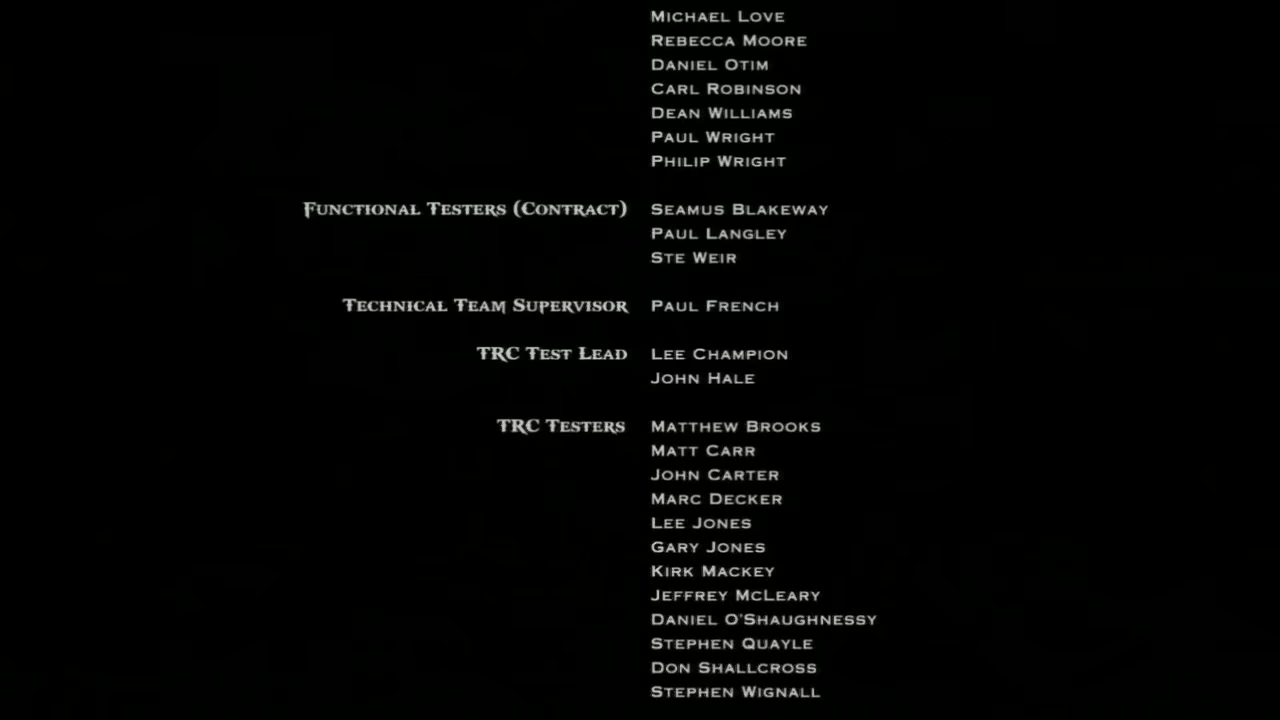 Michael Love
Rebecca Moore
Daniel Otim
Carl Robinson
Dean Williams
Paul Wright
Philip Wright
Functional Testers (Contract) Seamus Blakeway
Paul Langley
Ste Weir
Technical Team Supervisor Paul French
TRC Test Lead Lee Champion
John Hale
TRC Testers Matthew Brooks
Matt Carr
John Carter
Marc Decker
Lee Jones
Gary Jones
Kirk Mackey
Jeffrey McLeary
Daniel O'Shaughnessy
Stephen Quayle
Don Shallcross
Stephen Wignall